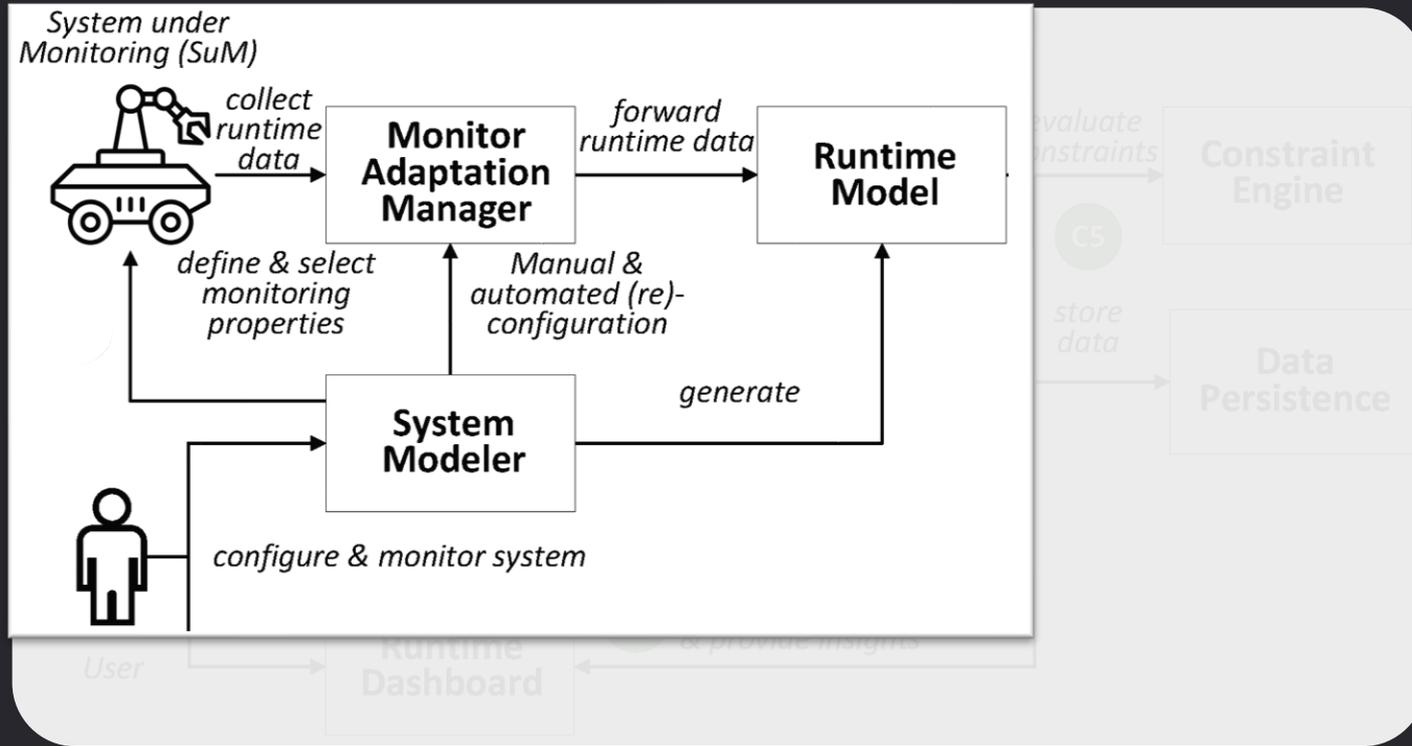 System under
Monitoring (SuM)
collect
runtime
data
Monitor
Adaptation
Manager
forward
runtime data
Runtime
Model
evaluate
constraints
Constraint
Engine
C5
define & select
monitoring
properties
Manual &
automated (re)-
configuration
store
data
Data
Persistence
System
Modeler
generate
configure & monitor system
User
Runtime
Dashboard
& provide insights